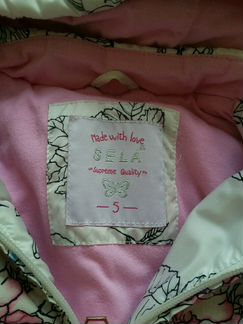 Made with love
SELA
"Supreme Quality"
— 5 —